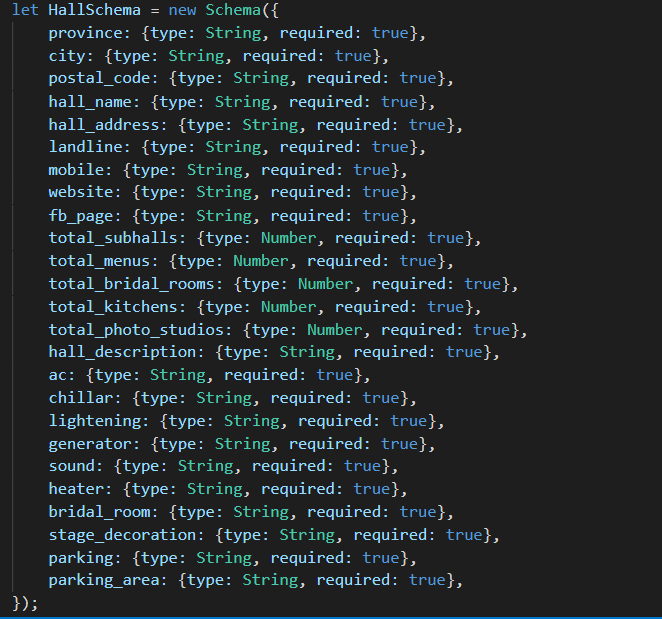 let HallSchema = new Schema({
    province: {type: String, required: true},
    city: {type: String, required: true},
    postal_code: {type: String, required: true},
    hall_name: {type: String, required: true},
    hall_address: {type: String, required: true},
    landline: {type: String, required: true},
    mobile: {type: String, required: true},
    website: {type: String, required: true},
    fb_page: {type: String, required: true},
    total_subhalls: {type: Number, required: true},
    total_menus: {type: Number, required: true},
    total_bridal_rooms: {type: Number, required: true},
    total_kitchens: {type: Number, required: true},
    total_photo_studios: {type: Number, required: true},
    hall_description: {type: String, required: true},
    ac: {type: String, required: true},
    chillar: {type: String, required: true},
    lightening: {type: String, required: true},
    generator: {type: String, required: true},
    sound: {type: String, required: true},
    heater: {type: String, required: true},
    bridal_room: {type: String, required: true},
    stage_decoration: {type: String, required: true},
    parking: {type: String, required: true},
    parking_area: {type: String, required: true},
});